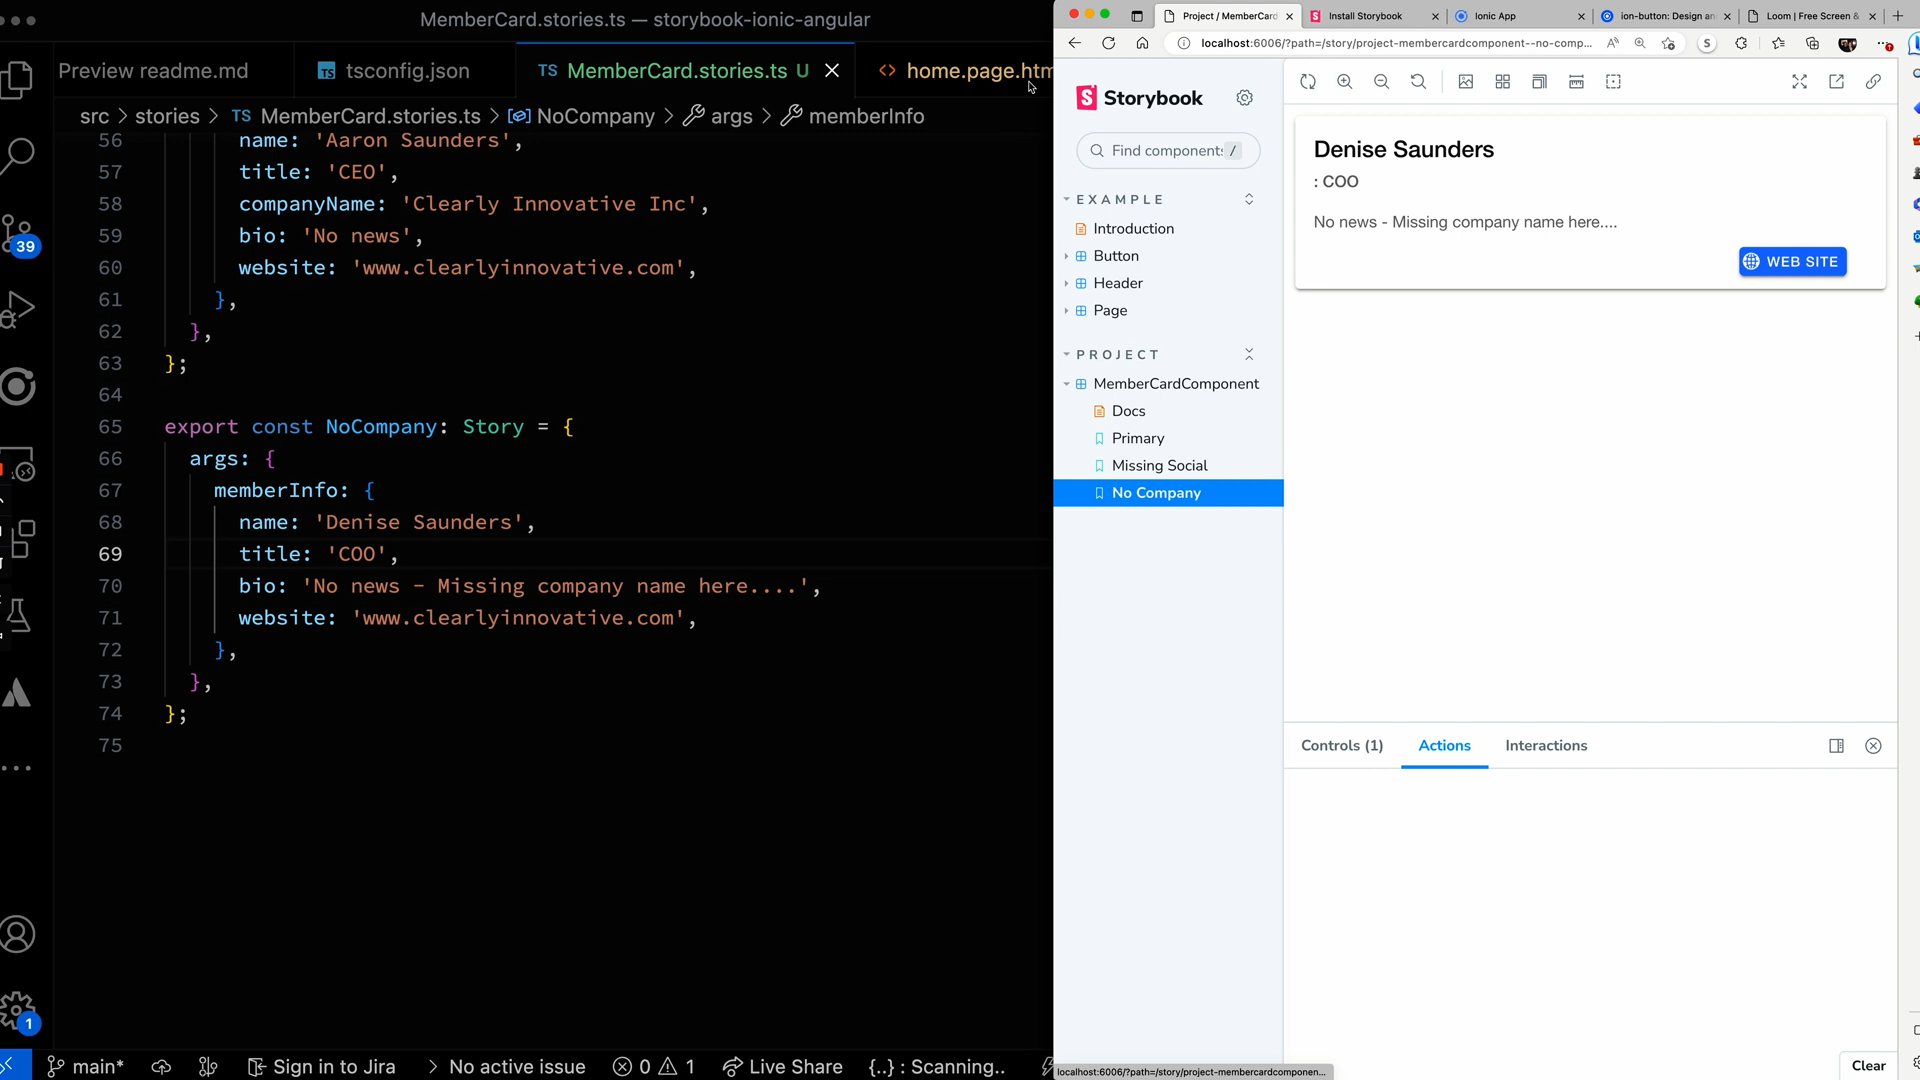 MemberCard.stories.ts — storybook-ionic-angular
Preview readme.md
TS tsconfig.json
TS MemberCard.stories.ts U
<> home.page.htm
src > stories > TS MemberCard.stories.ts > NoCompany > args > memberInfo
56 name: 'Aaron Saunders',
57 title: 'CEO',
58 companyName: 'Clearly Innovative Inc',
59 bio: 'No news',
60 website: 'www.clearlyinnovative.com',
61 },
62 },
63 };
64
65 export const NoCompany: Story = {
66 args: {
67 memberInfo: {
68 name: 'Denise Saunders',
69 title: 'COO',
70 bio: 'No news - Missing company name here....',
71 website: 'www.clearlyinnovative.com',
72 },
73 },
74 };
75
39
1
main*
Sign in to Jira
> No active issue
0
1
Live Share
{..} : Scanning..
Project / MemberCard
Install Storybook
Ionic App
ion-button: Design an
Loom | Free Screen &
localhost:6006/?path=/story/project-membercardcomponent--no-comp...
Storybook
Find components /
EXAMPLE
Introduction
Button
Header
Page
PROJECT
MemberCardComponent
Docs
Primary
Missing Social
No Company
Denise Saunders
: COO
No news - Missing company name here....
WEB SITE
Controls (1)
Actions
Interactions
Clear
localhost:6006/?path=/story/project-membercardcomponen...